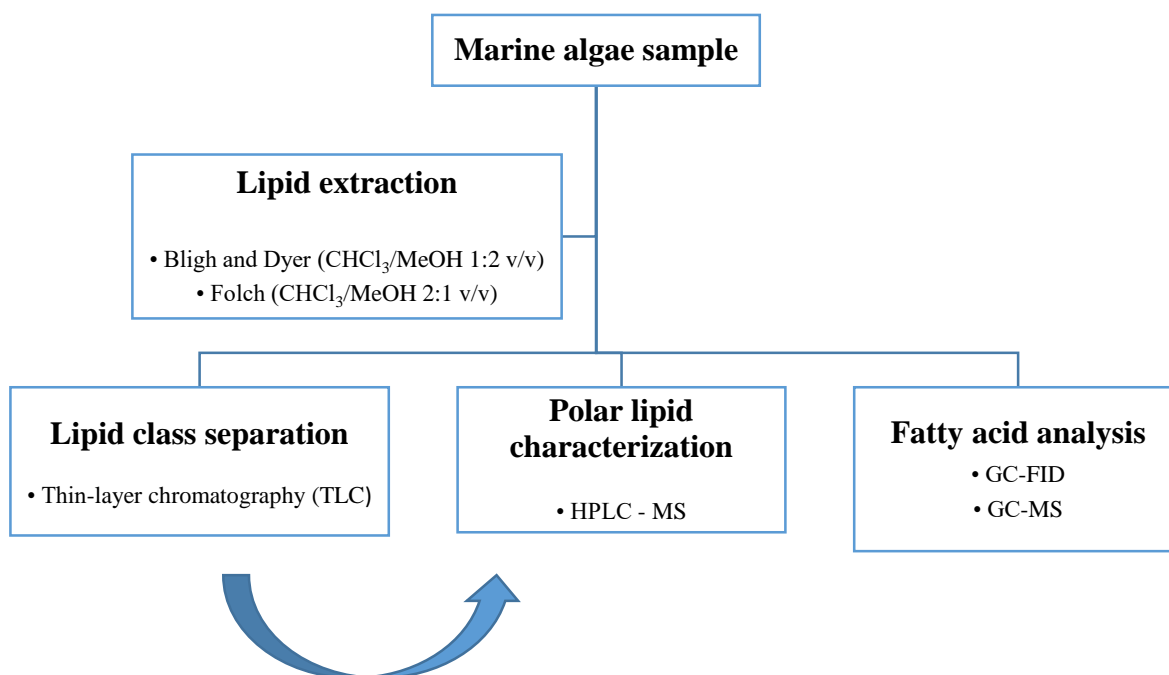 Marine algae sample
Lipid extraction
• Bligh and Dyer (CHCl₃/MeOH 1:2 v/v)
• Folch (CHCl₃/MeOH 2:1 v/v)
Lipid class separation
• Thin-layer chromatography (TLC)
Polar lipid
characterization
• HPLC - MS
Fatty acid analysis
• GC-FID
• GC-MS